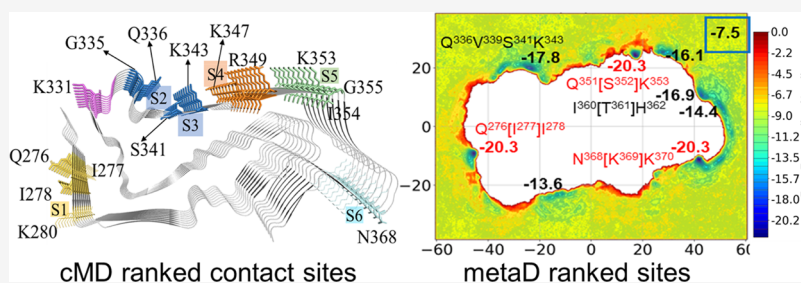 G335
Q336
K343
K347
R349
K353
S4
S5
K331
S2
S3
G355
I354
S341
Q276
I277
I278
S1
K280
S6
N368
cMD ranked contact sites
Q³³⁶V³³⁹S³⁴¹K³⁴³
-17.8
-20.3
-16.1
-7.5
Q³⁵¹[S³⁵²]K³⁵³
-16.9
I³⁶⁰[T³⁶¹]H³⁶²
-14.4
Q²⁷⁶[I²⁷⁷]I²⁷⁸
-20.3
N³⁶⁸[K³⁶⁹]K³⁷⁰
-20.3
-13.6
20
0
−20
−60
−40
−20
0
20
40
60
0.0
-2.2
-4.5
-6.7
-9.0
-11.2
-13.5
-15.7
-18.0
-20.2
metaD ranked sites